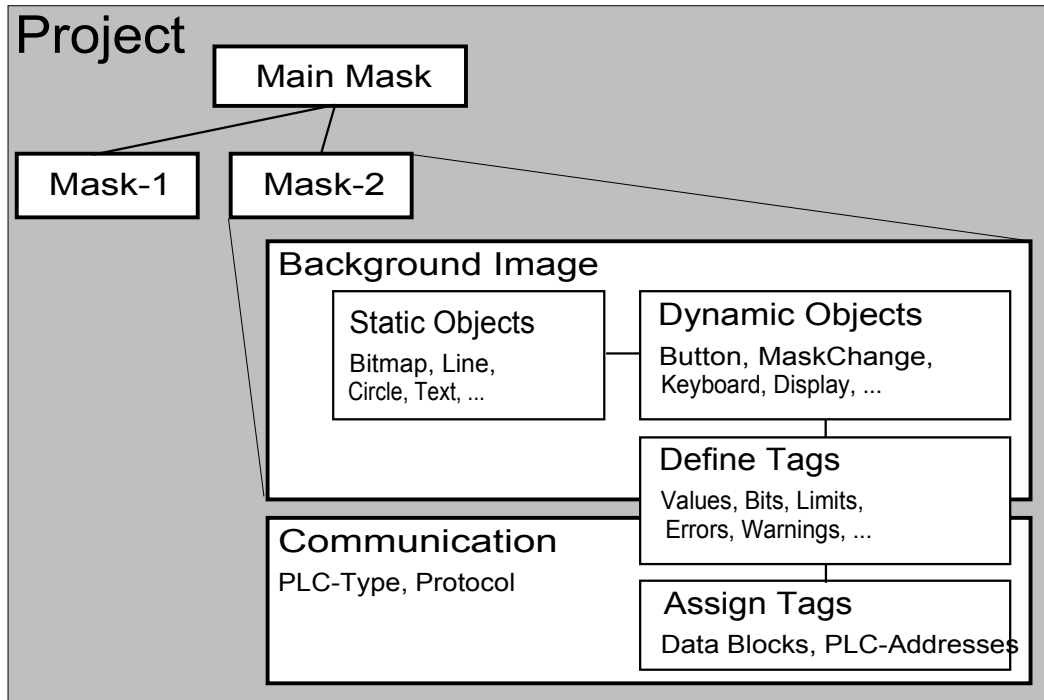 Project
Main Mask
Mask-1
Mask-2
Background Image
Static Objects
Bitmap, Line,
Circle, Text, ...
Dynamic Objects
Button, MaskChange,
Keyboard, Display, ...
Define Tags
Values, Bits, Limits,
Errors, Warnings, ...
Communication
PLC-Type, Protocol
Assign Tags
Data Blocks, PLC-Addresses